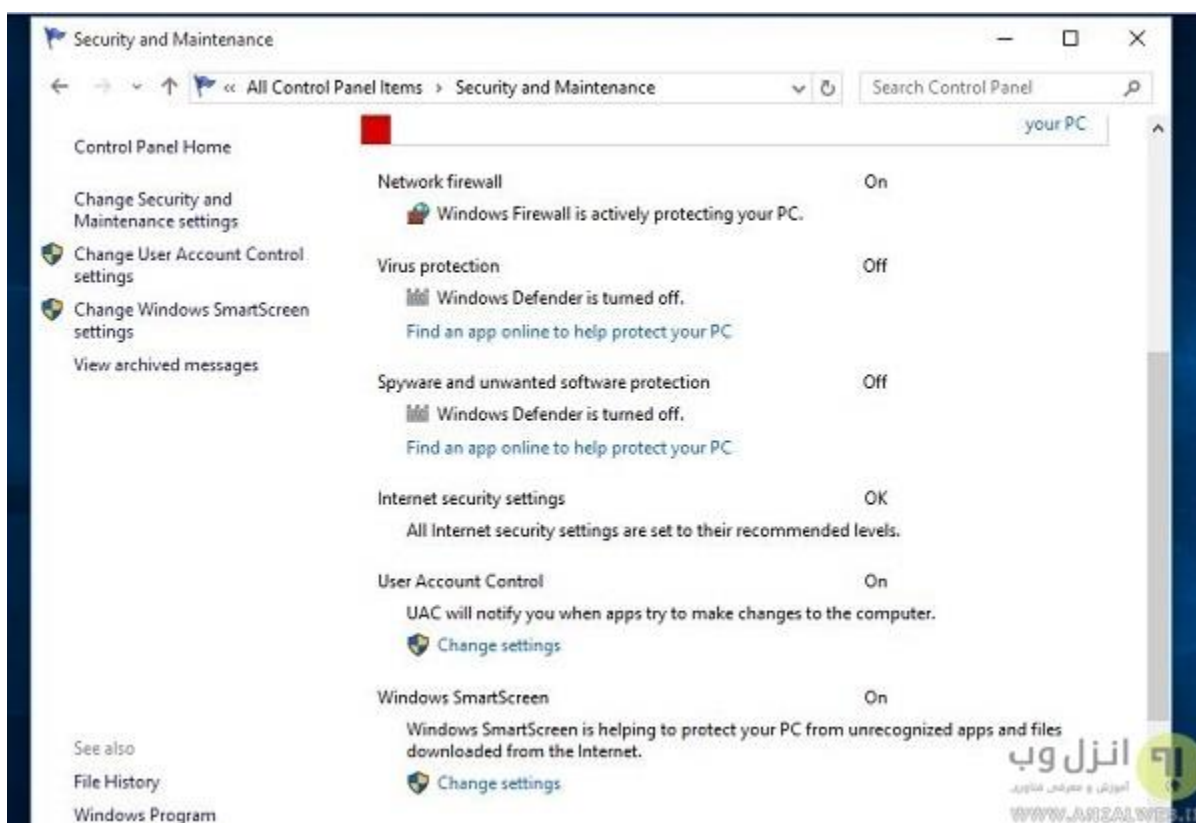 Security and Maintenance
« All Control Panel Items › Security and Maintenance
Search Control Panel
Control Panel Home
Change Security and
Maintenance settings
Change User Account Control
settings
Change Windows SmartScreen
settings
View archived messages
See also
File History
Windows Program
your PC
Network firewall On
Windows Firewall is actively protecting your PC.
Virus protection Off
Windows Defender is turned off.
Find an app online to help protect your PC
Spyware and unwanted software protection Off
Windows Defender is turned off.
Find an app online to help protect your PC
Internet security settings OK
All Internet security settings are set to their recommended levels.
User Account Control On
UAC will notify you when apps try to make changes to the computer.
Change settings
Windows SmartScreen On
Windows SmartScreen is helping to protect your PC from unrecognized apps and files
downloaded from the Internet.
Change settings
انزل وب
آموزش و معرفی فناوری
WWW.ANZALWEB.I